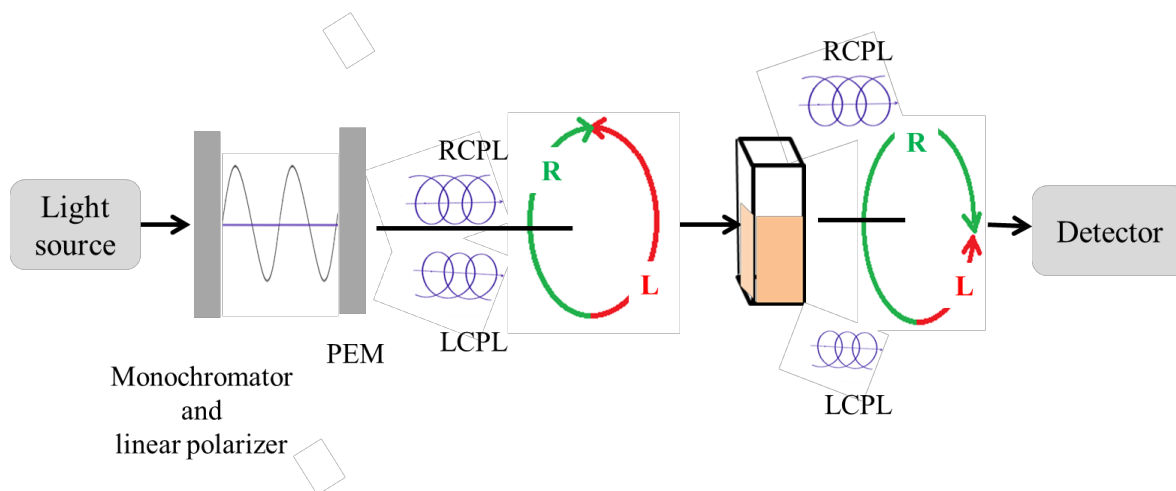 Light
source
Monochromator
and
linear polarizer
PEM
RCPL
LCPL
R
L
RCPL
R
L
LCPL
Detector